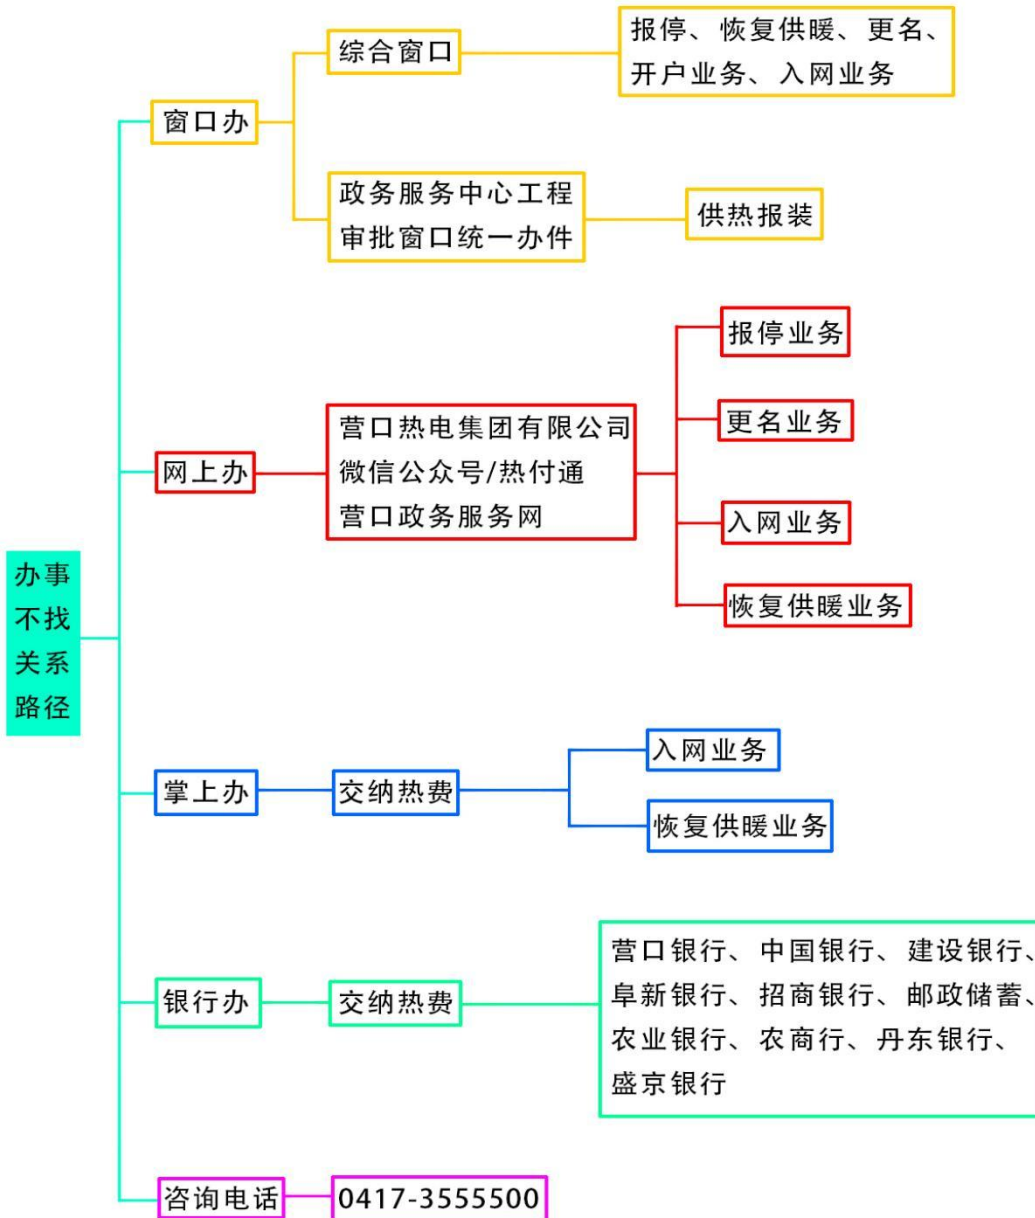 办事
不找
关系
路径
窗口办
综合窗口
报停、恢复供暖、更名、
开户业务、入网业务
政务服务中心工程
审批窗口统一办件
供热报装
网上办
营口热电集团有限公司
微信公众号/热付通
营口政务服务网
报停业务
更名业务
入网业务
恢复供暖业务
掌上办
交纳热费
入网业务
恢复供暖业务
银行办
交纳热费
营口银行、中国银行、建设银行、
阜新银行、招商银行、邮政储蓄、
农业银行、农商行、丹东银行、
盛京银行
咨询电话
0417-3555500